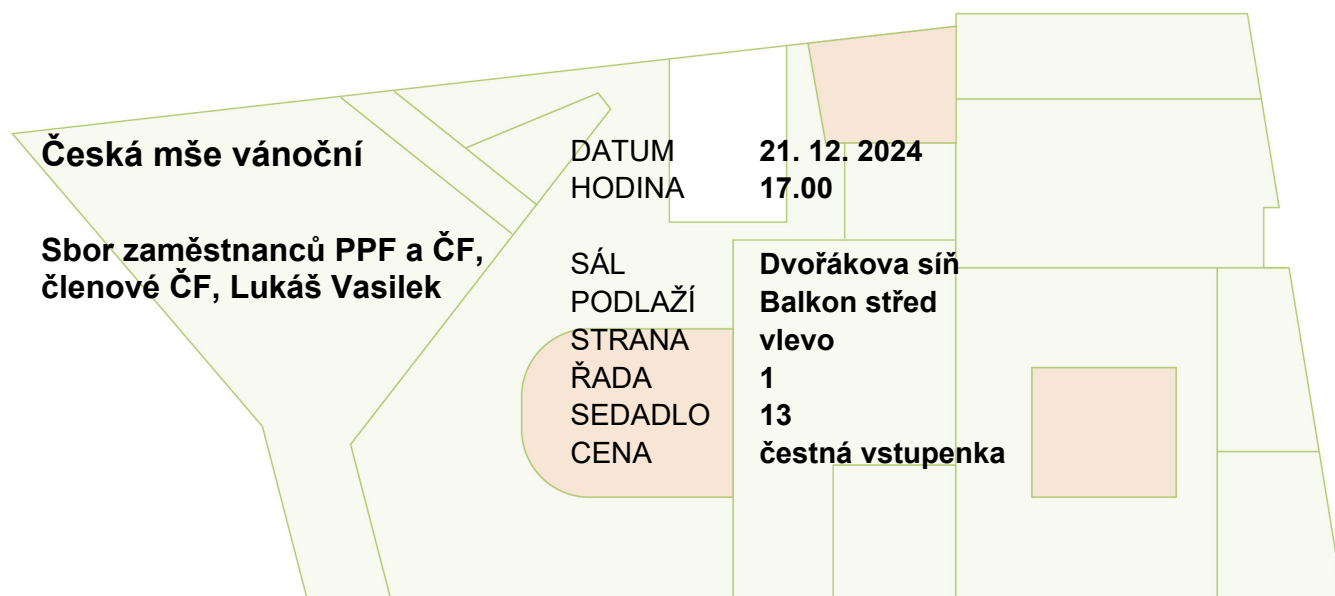 Česká mše vánoční
Sbor zaměstnanců PPF a ČF,
členové ČF, Lukáš Vasilek
DATUM 21. 12. 2024
HODINA 17.00
SÁL Dvořákova síň
PODLAŽÍ Balkon střed
STRANA vlevo
ŘADA 1
SEDADLO 13
CENA čestná vstupenka